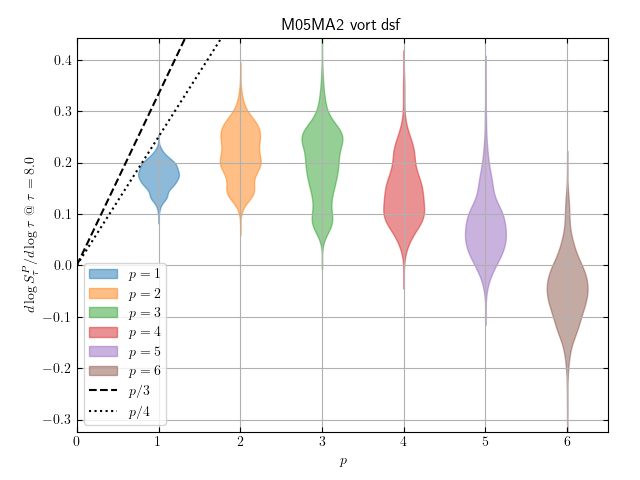 M05MA2 vort dsf
d log S_τ^P / d log τ @ τ = 8.0
0.4
0.3
0.2
0.1
0.0
−0.1
−0.2
−0.3
p = 1
p = 2
p = 3
p = 4
p = 5
p = 6
p/3
p/4
0 1 2 3 4 5 6
p